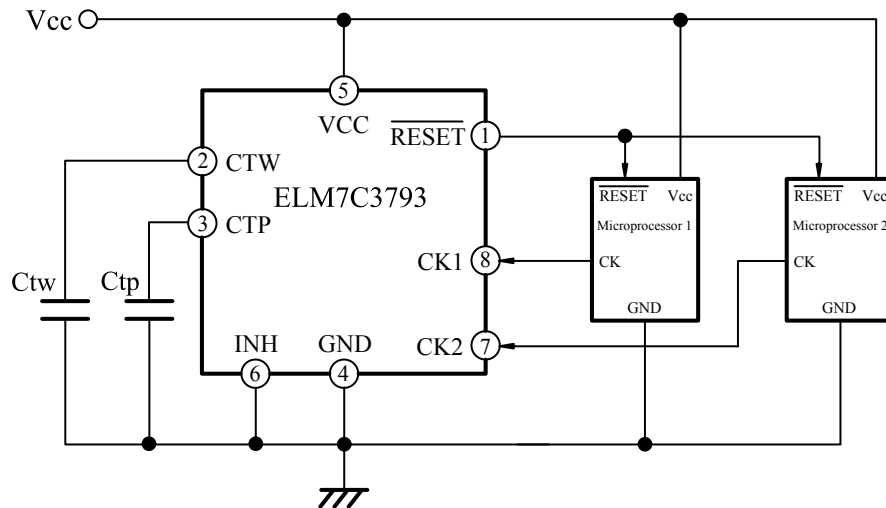 Vcc
5
VCC
RESET
1
2
CTW
ELM7C3793
3
CTP
RESET
Vcc
Microprocessor 1
CK
GND
RESET
Vcc
Microprocessor 2
CK
GND
CK1
8
Ctw
Ctp
CK2
7
INH
GND
6
4